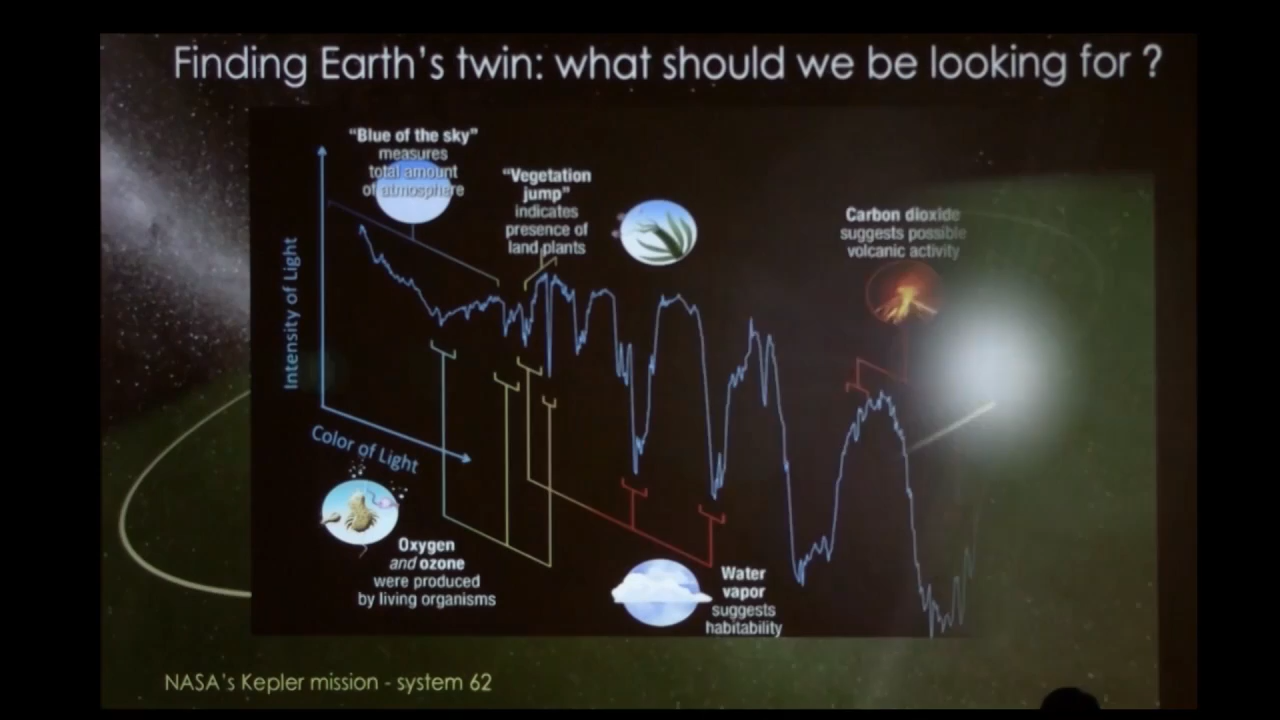 Finding Earth's twin: what should we be looking for ?
"Blue of the sky"
measures
total amount
of atmosphere
"Vegetation
jump"
indicates
presence of
land plants
Carbon dioxide
suggests possible
volcanic activity
Intensity of Light
Color of Light
Oxygen
and ozone
were produced
by living organisms
Water
vapor
suggests
habitability
NASA's Kepler mission - system 62